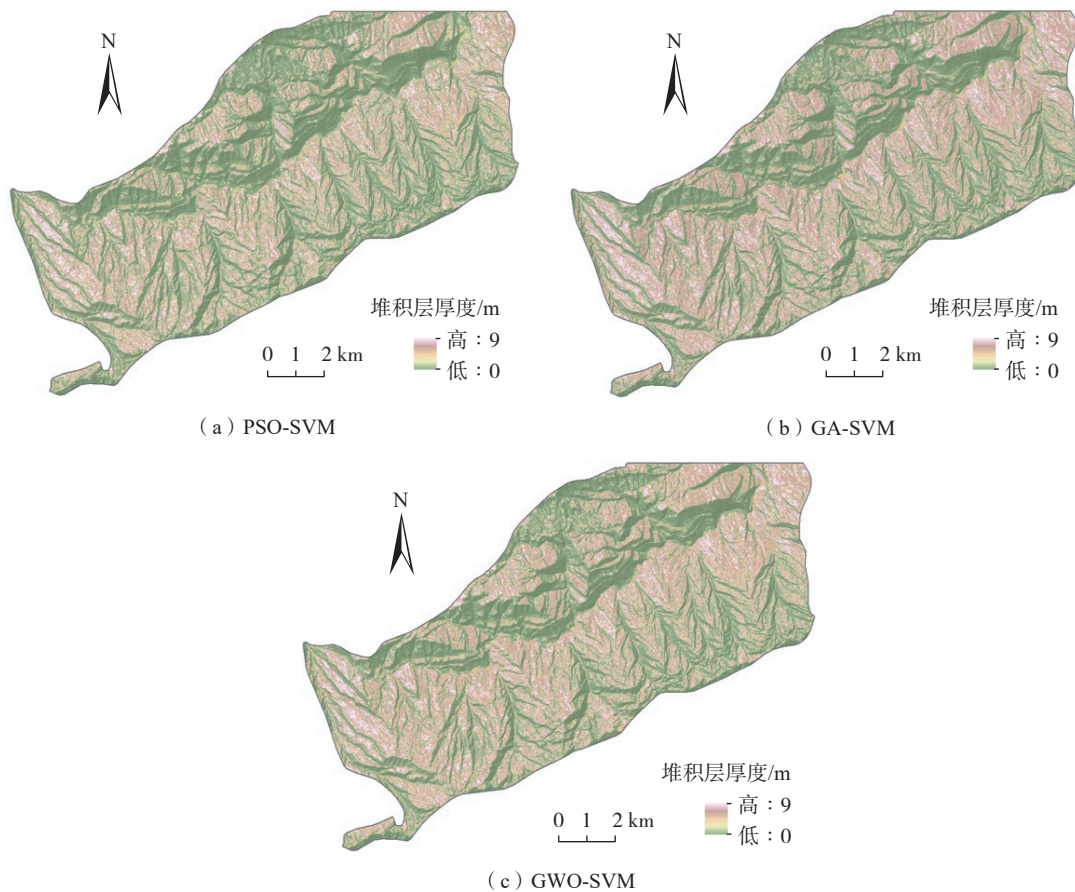 N
堆积层厚度/m
高：9
低：0
0 1 2 km
（a）PSO-SVM
N
堆积层厚度/m
高：9
低：0
0 1 2 km
（b）GA-SVM
N
堆积层厚度/m
高：9
低：0
0 1 2 km
（c）GWO-SVM